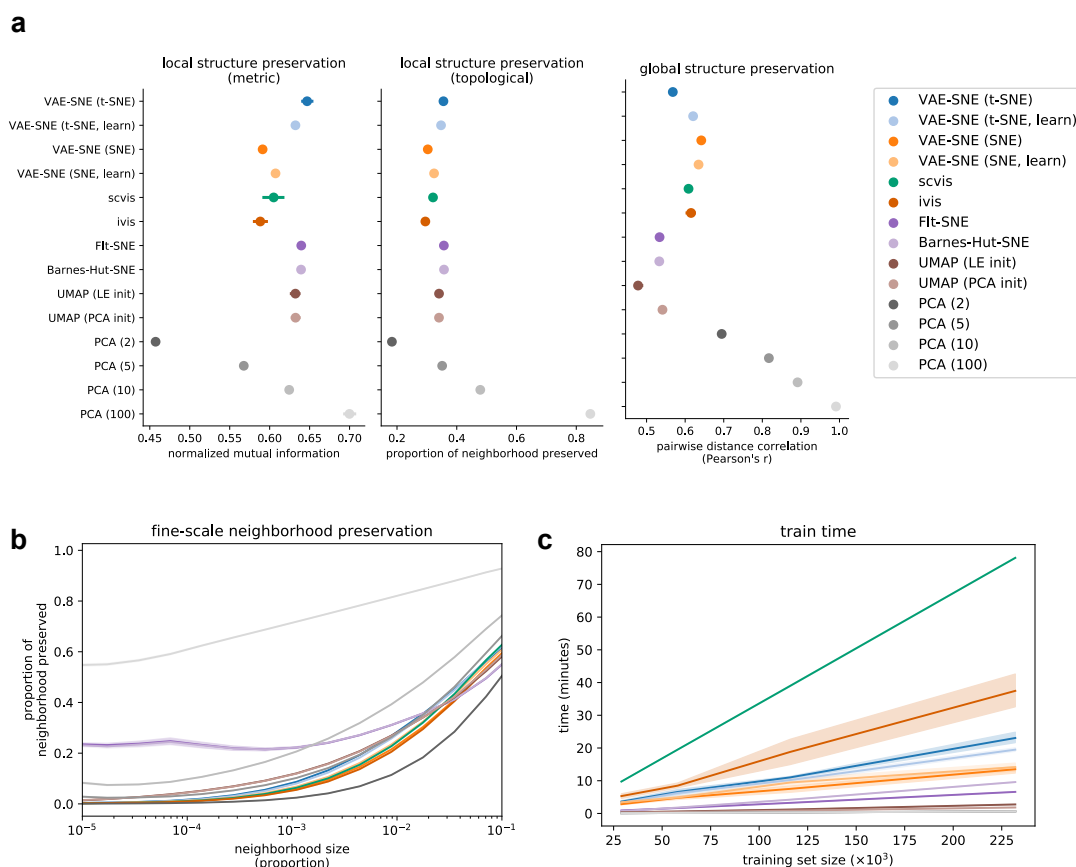 a
local structure preservation
(metric)
local structure preservation
(topological)
global structure preservation
VAE-SNE (t-SNE)
VAE-SNE (t-SNE, learn)
VAE-SNE (SNE)
VAE-SNE (SNE, learn)
scvis
ivis
FIt-SNE
Barnes-Hut-SNE
UMAP (LE init)
UMAP (PCA init)
PCA (2)
PCA (5)
PCA (10)
PCA (100)
0.45 0.50 0.55 0.60 0.65 0.70
normalized mutual information
0.2 0.4 0.6 0.8
proportion of neighborhood preserved
0.5 0.6 0.7 0.8 0.9 1.0
pairwise distance correlation
(Pearson's r)
VAE-SNE (t-SNE)
VAE-SNE (t-SNE, learn)
VAE-SNE (SNE)
VAE-SNE (SNE, learn)
scvis
ivis
FIt-SNE
Barnes-Hut-SNE
UMAP (LE init)
UMAP (PCA init)
PCA (2)
PCA (5)
PCA (10)
PCA (100)
b
fine-scale neighborhood preservation
proportion of
neighborhood preserved
1.0
0.8
0.6
0.4
0.2
0.0
10⁻⁵ 10⁻⁴ 10⁻³ 10⁻² 10⁻¹
neighborhood size
(proportion)
c
train time
time (minutes)
80
70
60
50
40
30
20
10
0
25 50 75 100 125 150 175 200 225
training set size (×10³)